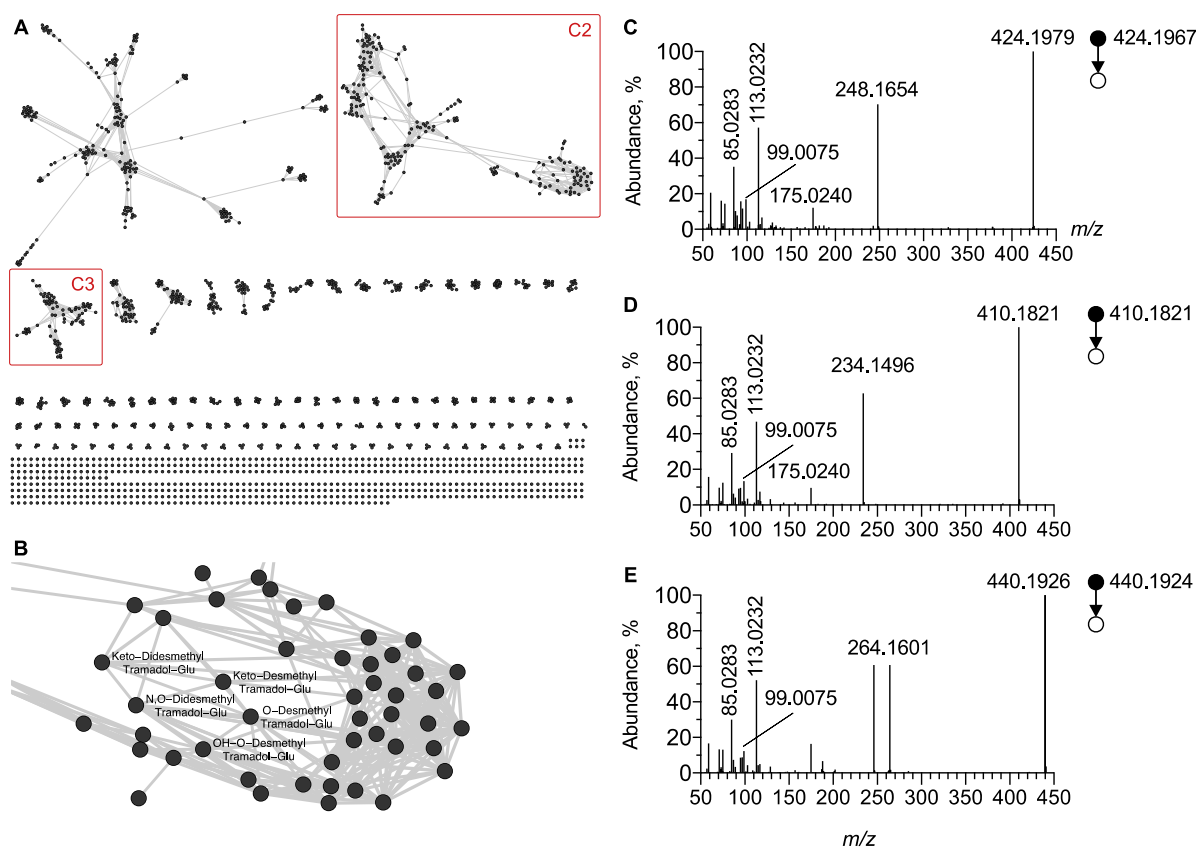 A
C2
C3
B
Keto–Didesmethyl
Tramadol–Glu
Keto–Desmethyl
Tramadol–Glu
N,O–Didesmethyl
Tramadol–Glu
O–Desmethyl
Tramadol–Glu
OH–O–Desmethyl
Tramadol–Glu
C
Abundance, %
100
80
60
40
20
0
85.0283
113.0232
99.0075
175.0240
248.1654
424.1979
424.1967
50 100 150 200 250 300 350 400 450
m/z
D
Abundance, %
100
80
60
40
20
0
85.0283
113.0232
99.0075
175.0240
234.1496
410.1821
410.1821
50 100 150 200 250 300 350 400 450
E
Abundance, %
100
80
60
40
20
0
85.0283
113.0232
99.0075
264.1601
440.1926
440.1924
50 100 150 200 250 300 350 400 450
m/z